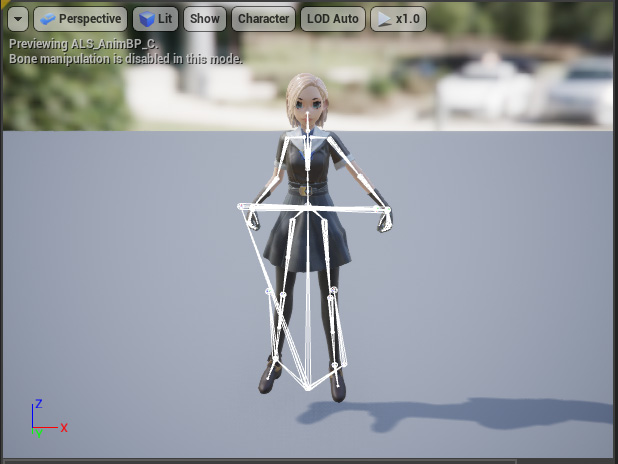 Perspective Lit Show Character LOD Auto x1.0
Previewing ALS_AnimBP_C.
Bone manipulation is disabled in this mode.
Z
X